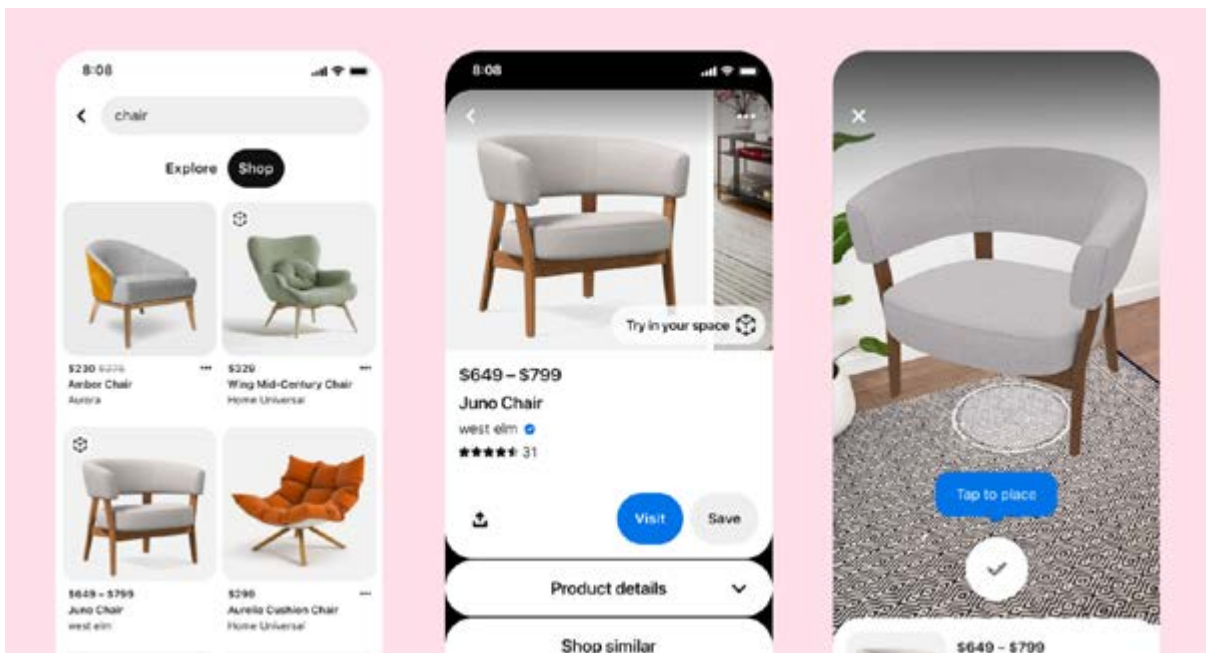 8:08
chair
Explore Shop
$230 $275
Amber Chair
Aurora
$329
Wing Mid-Century Chair
Home Universal
$649 – $799
Juno Chair
west elm
$298
Aurelia Cushion Chair
Home Universal
8:08
Try in your space
$649 – $799
Juno Chair
west elm
31
Visit
Save
Product details
Shop similar
Tap to place
$649 – $799